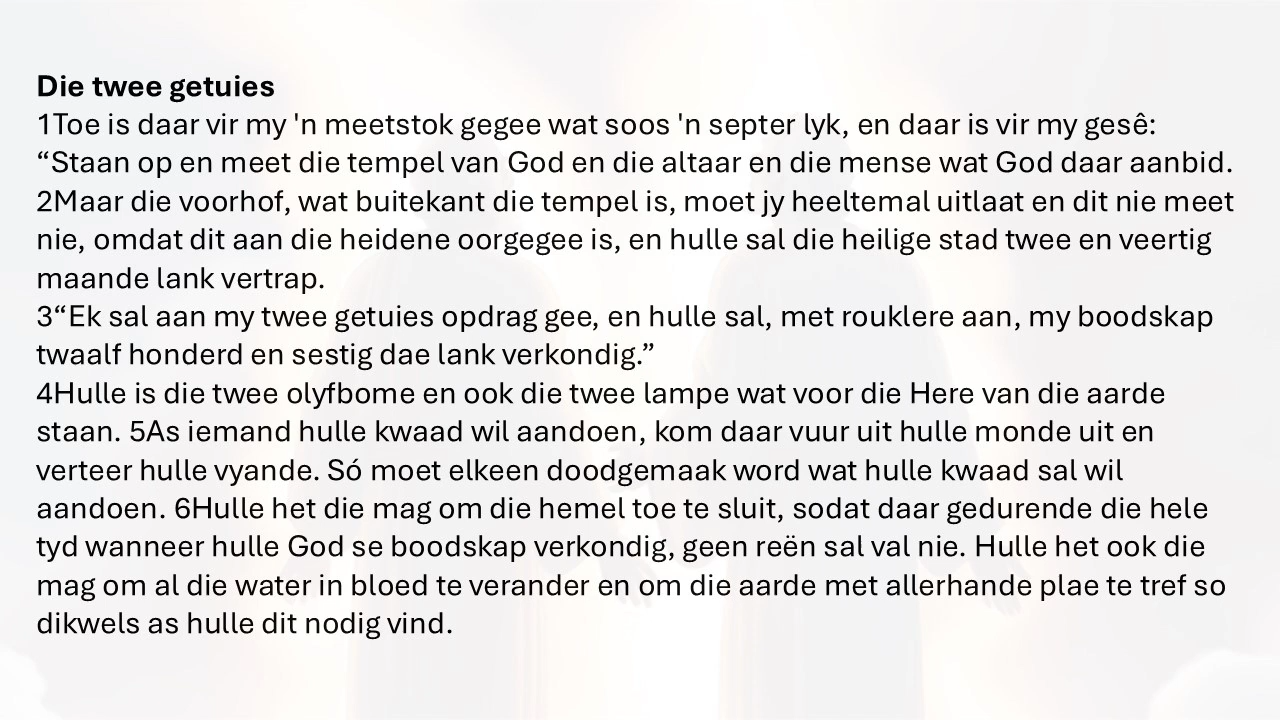 Die twee getuies
1Toe is daar vir my 'n meetstok gegee wat soos 'n septer lyk, en daar is vir my gesê:
“Staan op en meet die tempel van God en die altaar en die mense wat God daar aanbid.
2Maar die voorhof, wat buitekant die tempel is, moet jy heeltemal uitlaat en dit nie meet
nie, omdat dit aan die heidene oorgegee is, en hulle sal die heilige stad twee en veertig
maande lank vertrap.
3“Ek sal aan my twee getuies opdrag gee, en hulle sal, met rouklere aan, my boodskap
twaalf honderd en sestig dae lank verkondig.”
4Hulle is die twee olyfbome en ook die twee lampe wat voor die Here van die aarde
staan. 5As iemand hulle kwaad wil aandoen, kom daar vuur uit hulle monde uit en
verteer hulle vyande. Só moet elkeen doodgemaak word wat hulle kwaad sal wil
aandoen. 6Hulle het die mag om die hemel toe te sluit, sodat daar gedurende die hele
tyd wanneer hulle God se boodskap verkondig, geen reën sal val nie. Hulle het ook die
mag om al die water in bloed te verander en om die aarde met allerhande plae te tref so
dikwels as hulle dit nodig vind.